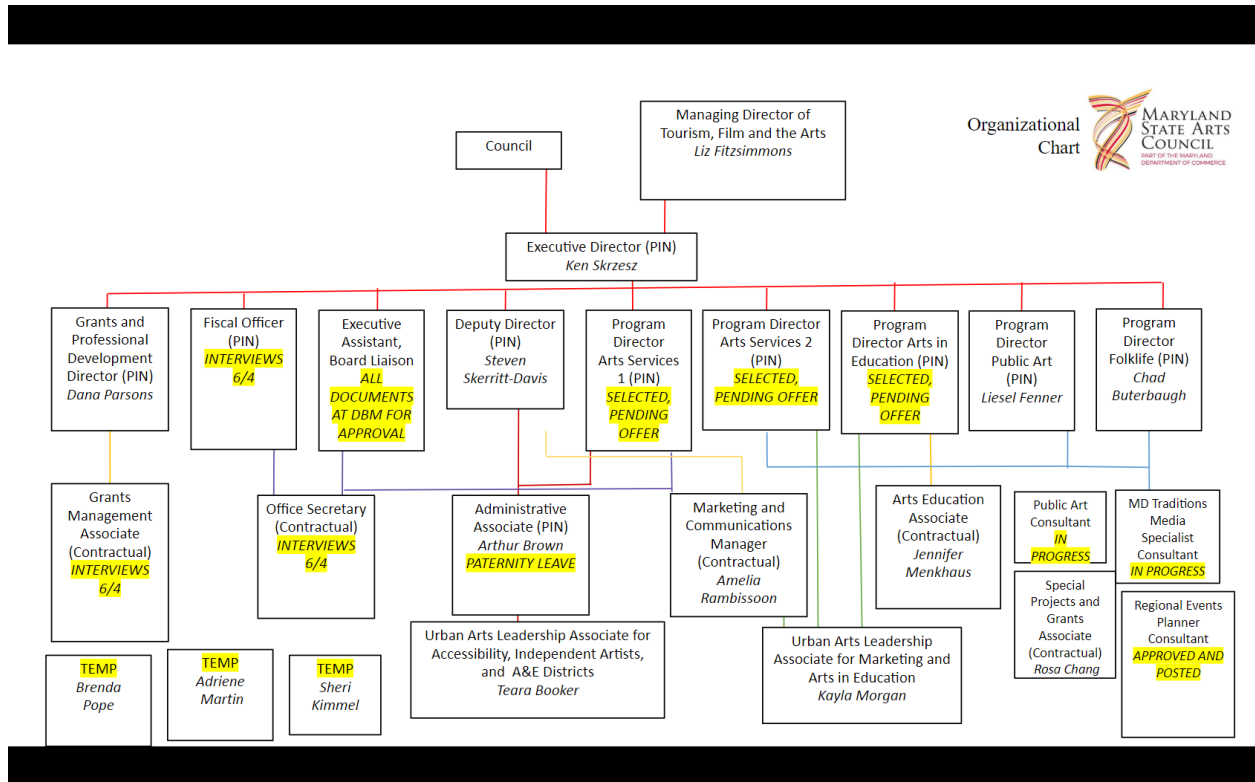 Organizational
Chart
MARYLAND
STATE ARTS
COUNCIL
PART OF THE MARYLAND
DEPARTMENT OF COMMERCE
Managing Director of
Tourism, Film and the Arts
Liz Fitzsimmons
Council
Executive Director (PIN)
Ken Skrzesz
Grants and
Professional
Development
Director (PIN)
Dana Parsons
Fiscal Officer
(PIN)
INTERVIEWS
6/4
Executive
Assistant,
Board Liaison
ALL
DOCUMENTS
AT DBM FOR
APPROVAL
Deputy Director
(PIN)
Steven
Skerritt-Davis
Program
Director
Arts Services
1 (PIN)
SELECTED,
PENDING
OFFER
Program Director
Arts Services 2
(PIN)
SELECTED,
PENDING OFFER
Program
Director Arts in
Education (PIN)
SELECTED,
PENDING
OFFER
Program
Director
Public Art
(PIN)
Liesel Fenner
Program
Director
Folklife (PIN)
Chad
Buterbaugh
Grants
Management
Associate
(Contractual)
INTERVIEWS
6/4
Office Secretary
(Contractual)
INTERVIEWS
6/4
Administrative
Associate (PIN)
Arthur Brown
PATERNITY LEAVE
Marketing and
Communications
Manager
(Contractual)
Amelia
Rambissoon
Arts Education
Associate
(Contractual)
Jennifer
Menkhaus
Public Art
Consultant
IN
PROGRESS
MD Traditions
Media
Specialist
Consultant
IN PROGRESS
Special
Projects and
Grants
Associate
(Contractual)
Rosa Chang
Regional Events
Planner
Consultant
APPROVED AND
POSTED
Urban Arts Leadership Associate for
Accessibility, Independent Artists,
and A&E Districts
Teara Booker
Urban Arts Leadership
Associate for Marketing and
Arts in Education
Kayla Morgan
TEMP
Brenda
Pope
TEMP
Adriene
Martin
TEMP
Sheri
Kimmel